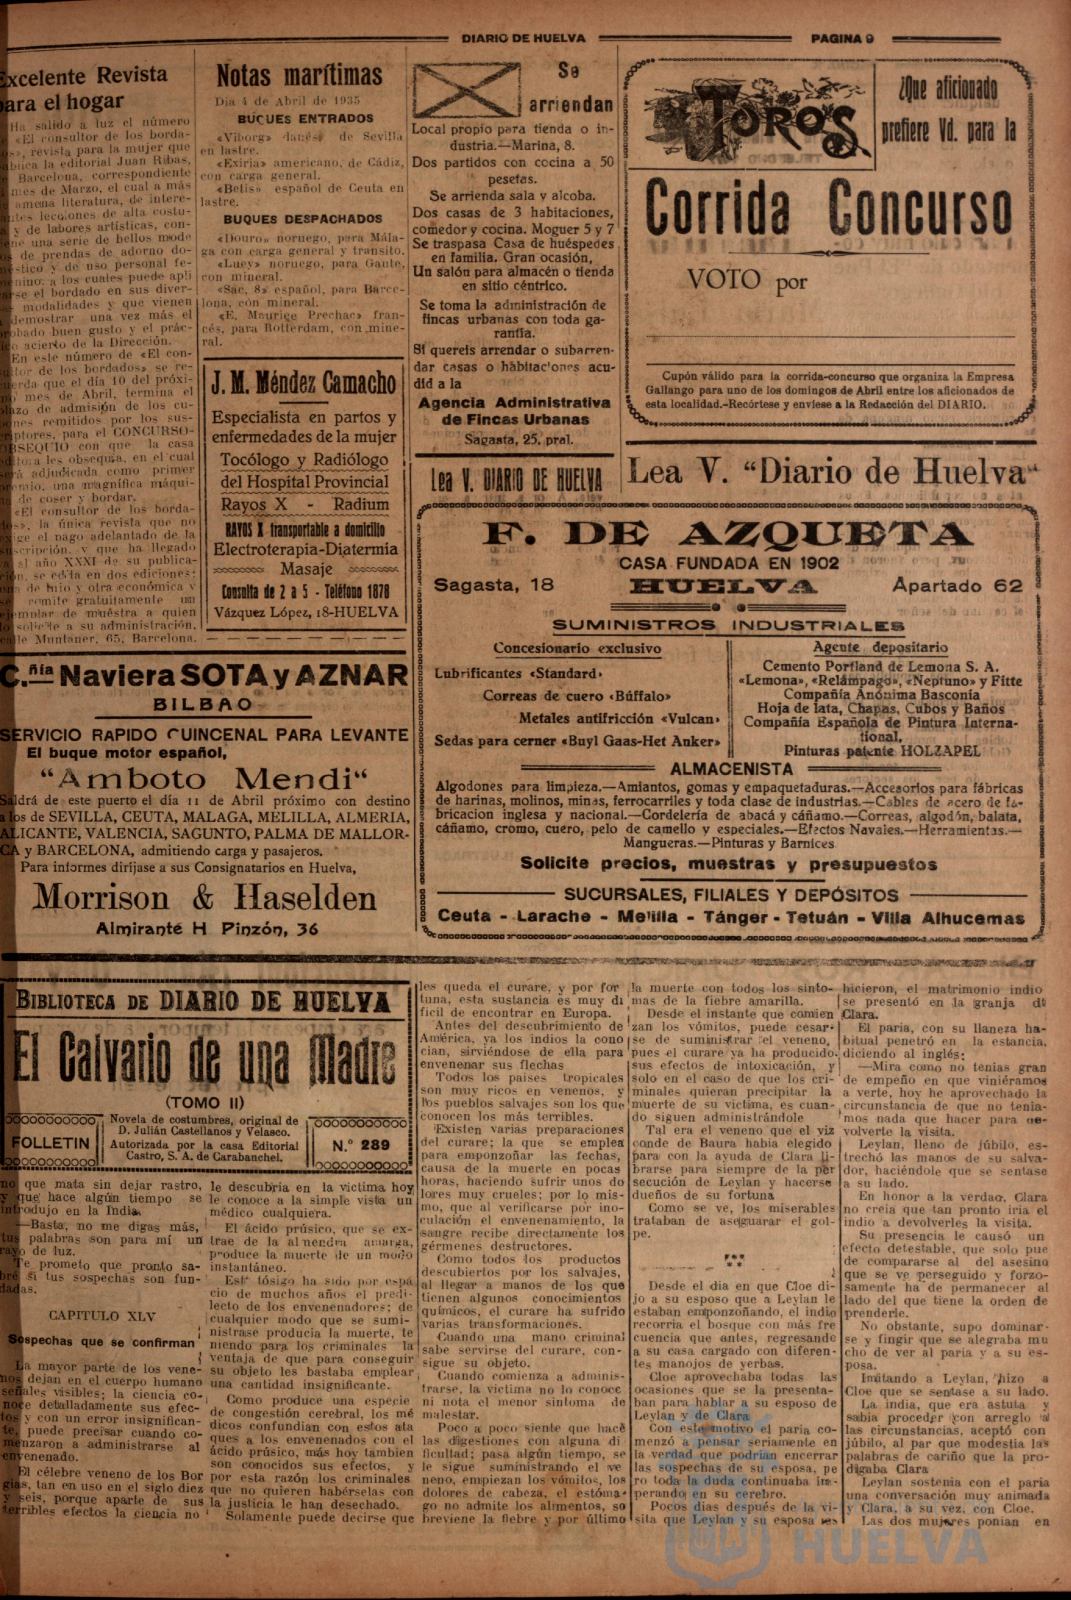 DIARIO DE HUELVA
PAGINA 9
Excelente Revista
para el hogar
Ha salido a luz el número
«El consultor de los borda-
revista para la mujer que
la editorial Juan Ribas,
Barcelona, correspondiente
mes de Marzo, el cual a más
amena literatura, de intere-
lecciones de alta costu-
y de labores artísticas, con-
una serie de bellos mode
de prendas de adorno do-
y de uso personal fe-
a los cuales puede apli
el bordado en sus diver-
modalidades y que vienen
demostrar una vez más el
buen gusto y el prác-
acierto de la Dirección.
En este número de «El con-
de los bordados» se re-
que el día 10 del próxi-
mes de Abril, termina el
de admisión de los cu-
remitidos por los sus-
para el CONCURSO-
OBSEQUIO con que la casa
les obsequia, en el cual
adjudicada como primer
una magnífica máqui-
de coser y bordar.
«El consultor de los borda-
la única revista que no
el pago adelantado de la
y que ha llegado
al año XXXI de su publica-
se edita en dos ediciones:
de lujo y otra económica y
remite gratuitamente un
ejemplar de muestra a quien
lo solicite a su administración,
calle Muntaner, 65, Barcelona.
Notas marítimas
Dia 4 de Abril de 1935
BUQUES ENTRADOS
«Viborg» danés, de Sevilla
en lastre.
«Exiria» americano, de Cádiz,
con carga general.
«Betis» español de Ceuta en
lastre.
BUQUES DESPACHADOS
«Douro» noruego, para Mála-
ga con carga general y transito.
«Lucy» noruego, para Gante,
con mineral.
«Sac, 8» español, para Barce-
lona, con mineral.
«E, Maurice Prechac» fran-
cés, para Rotterdam, con mine-
ral.
J. M. Méndez Camacho
Especialista en partos y
enfermedades de la mujer
Tocólogo y Radiólogo
del Hospital Provincial
Rayos X - Radium
RAYOS X transportable a domicilio
Electroterapia-Diatermia
Masaje
Consulta de 2 a 5 - Teléfono 1878
Vázquez López, 18-HUELVA
C.ñía Naviera SOTA y AZNAR
BILBAO
SERVICIO RAPIDO QUINCENAL PARA LEVANTE
El buque motor español,
"Amboto Mendi"
Saldrá de este puerto el día 11 de Abril próximo con destino
a los de SEVILLA, CEUTA, MALAGA, MELILLA, ALMERIA,
ALICANTE, VALENCIA, SAGUNTO, PALMA DE MALLOR-
CA y BARCELONA, admitiendo carga y pasajeros.
Para informes diríjase a sus Consignatarios en Huelva,
Morrison & Haselden
Almirante H Pinzón, 36
Se
arriendan
Local propio para tienda o in-
dustria.—Marina, 8.
Dos partidos con cocina a 50
pesetas.
Se arrienda sala y alcoba.
Dos casas de 3 habitaciones,
comedor y cocina. Moguer 5 y 7
Se traspasa Casa de huéspedes
en familia. Gran ocasión,
Un salón para almacén o tienda
en sitio céntrico.
Se toma la administración de
fincas urbanas con toda ga-
rantía.
Si quereis arrendar o subarren-
dar casas o habitaciones acu-
did a la
Agencia Administrativa
de Fincas Urbanas
Sagasta, 25, pral.
Lea V. DIARIO DE HUELVA
TOROS
¿Que aficionado
prefiere Vd. para la
Corrida Concurso
VOTO por
Cupón válido para la corrida-concurso que organiza la Empresa
Gallango para uno de los domingos de Abril entre los aficionados de
esta localidad.-Recórtese y envíese a la Redacción del DIARIO.
Lea V. "Diario de Huelva"
F. DE AZQUETA
CASA FUNDADA EN 1902
Sagasta, 18
HUELVA
Apartado 62
SUMINISTROS INDUSTRIALES
Concesionario exclusivo
Lubrificantes «Standard»
Correas de cuero «Búffalo»
Metales antifricción «Vulcan»
Sedas para cerner «Buyl Gaas-Het Anker»
Agente depositario
Cemento Portland de Lemona S. A.
«Lemona», «Relámpago», «Neptuno» y Fitte
Compañía Anónima Basconia
Hoja de lata, Chapas, Cubos y Baños
Compañía Española de Pintura Interna-
tional,
Pinturas patente HOLZAPEL
ALMACENISTA
Algodones para limpieza.—Amiantos, gomas y empaquetaduras.—Accesorios para fábricas
de harinas, molinos, minas, ferrocarriles y toda clase de industrias.—Cables de acero de fa-
bricacion inglesa y nacional.—Cordelería de abacá y cáñamo.—Correas, algodón, balata,
cáñamo, cromo, cuero, pelo de camello y especiales.—Efectos Navales.—Herramientas.—
Mangueras.—Pinturas y Barnices
Solicite precios, muestras y presupuestos
SUCURSALES, FILIALES Y DEPÓSITOS
Ceuta - Larache - Melilla - Tánger - Tetuán - Villa Alhucemas
BIBLIOTECA DE DIARIO DE HUELVA
El Calvario de una Madre
(TOMO II)
FOLLETIN
Novela de costumbres, original de
D. Julián Castellanos y Velasco.
Autorizada por la casa Editorial
Castro, S. A. de Carabanchel.
N.º 289
no que mata sin dejar rastro,
y que hace algún tiempo se
introdujo en la India.
—Basta, no me digas más,
tus palabras son para mí un
rayo de luz.
Te prometo que pronto sa-
bré si tus sospechas son fun-
dadas.
CAPITULO XLV
Sospechas que se confirman
La mayor parte de los vene-
nos dejan en el cuerpo humano
señales visibles; la ciencia co-
noce detalladamente sus efec-
tos y con un error insignifican-
te, puede precisar cuando co-
menzaron a administrarse al
envenenado.
El célebre veneno de los Bor
gias, tan en uso en el siglo diez
y seis, porque aparte de sus
terribles efectos la ciencia no
le descubria en la victima hoy
le conoce a la simple vista un
médico cualquiera.
El ácido prúsico, que se ex-
trae de la almendra amarga,
produce la muerte de un modo
instantáneo.
Este tósigo ha sido por espa
cio de muchos años el predi-
lecto de los envenenadores; de
cualquier modo que se sumi-
nistrase producia la muerte, te
niendo para los criminales la
ventaja de que para conseguir
su objeto les bastaba emplear
una cantidad insignificante.
Como produce una especie
de congestión cerebral, los mé
dicos confundian con estos ata
ques a los envenenados con el
ácido prúsico, más hoy tambien
son conocidos sus efectos, y
por esta razón los criminales
que no quieren habérselas con
la justicia le han desechado.
Solamente puede decirse que
les queda el curare, y por for
tuna, esta sustancia es muy di
ficil de encontrar en Europa.
Antes del descubrimiento de
América, ya los indios la cono
cian, sirviéndose de ella para
envenenar sus flechas
Todos los paises tropicales
son muy ricos en venenos, y
los pueblos salvajes son los que
conocen los más terribles.
Existen varias preparaciones
del curare; la que se emplea
para emponzoñar las fechas,
causa de la muerte en pocas
horas, haciendo sufrir unos do
lores muy crueles; por lo mis-
mo, que al verificarse por ino-
culación el envenenamiento, la
sangre recibe directamente los
gérmenes destructores.
Como todos los productos
descubiertos por los salvajes,
al llegar a manos de los que
tienen algunos conocimientos
químicos, el curare ha sufrido
varias transformaciones.
Cuando una mano criminal
sabe servirse del curare, con-
sigue su objeto.
Cuando comienza a adminis-
trarse, la victima no lo conoce
ni nota el menor sintoma de
malestar.
Poco a poco siente que hace
las digestiones con alguna di
ficultad; pasa algún tiempo, se
le sigue suministrando el ve
neno, empiezan los vómitos, los
dolores de cabeza, el estóma-
go no admite los alimentos, so
breviene la fiebre y por último
la muerte con todos los sinto-
mas de la fiebre amarilla.
Desde el instante que comien
zan los vómitos, puede cesar-
se de suministrar el veneno,
pues el curare ya ha producido
sus efectos de intoxicación, y
solo en el caso de que los cri-
minales quieran precipitar la
muerte de su victima, es cuan-
do siguen administrándole
Tal era el veneno que el viz
conde de Baura habia elegido
para con la ayuda de Clara li-
brarse para siempre de la per
secución de Leylan y hacerse
dueños de su fortuna
Como se ve, los miserables
trataban de asegurar el gol-
pe.
***
Desde el dia en que Cloe di-
jo a su esposo que a Leylan le
estaban emponzoñando, el indio
recorria el bosque con más fre
cuencia que antes, regresando
a su casa cargado con diferen-
tes manojos de yerbas.
Cloe aprovechaba todas las
ocasiones que se la presenta-
ban para hablar a su esposo de
Leylan y de Clara
Con este motivo el paria co-
menzó a pensar seriamente en
la verdad que podrian encerrar
las sospechas de su esposa, pe
ro toda la duda continuaba im-
perando en su cerebro.
Pocos dias después de la vi-
sita que Leylan y su esposa les
hicieron, el matrimonio indio
se presentó en la granja de
Clara.
El paria, con su llaneza ha-
bitual penetró en la estancia,
diciendo al inglés:
—Mira como no tenias gran
de empeño en que viniéramos
a verte, hoy he aprovechado la
circunstancia de que no tenia-
mos nada que hacer para de-
volverte la visita.
Leylan, lleno de júbilo, es-
trechó las manos de su salva-
dor, haciéndole que se sentase
a su lado.
En honor a la verdad, Clara
no creia que tan pronto iria el
indio a devolverles la visita.
Su presencia le causó un
efecto detestable, que solo pue
de compararse al del asesino
que se ve perseguido y forzo-
samente ha de permanecer al
lado del que tiene la orden de
prenderle.
No obstante, supo dominar-
se y fingir que se alegraba mu
cho de ver al paria y a su es-
posa.
Imitando a Leylan, hizo a
Cloe que se sentase a su lado.
La india, que era astuta y
sabia proceder con arreglo a
las circunstancias, aceptó con
júbilo, al par que modestia las
palabras de cariño que la pro-
digaba Clara
Leylan sostenia con el paria
una conversación muy animada
y Clara, a su vez, con Cloe.
Las dos mujeres ponian en
HUELVA